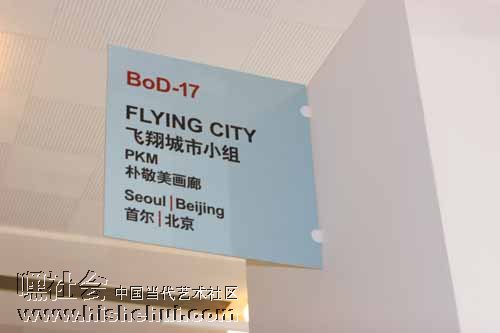 BoD-17
FLYING CITY
飞翔城市小组
PKM
朴敬美画廊
Seoul|Beijing
首尔|北京
嘿社会 中国当代艺术社区
www.hishehui.com